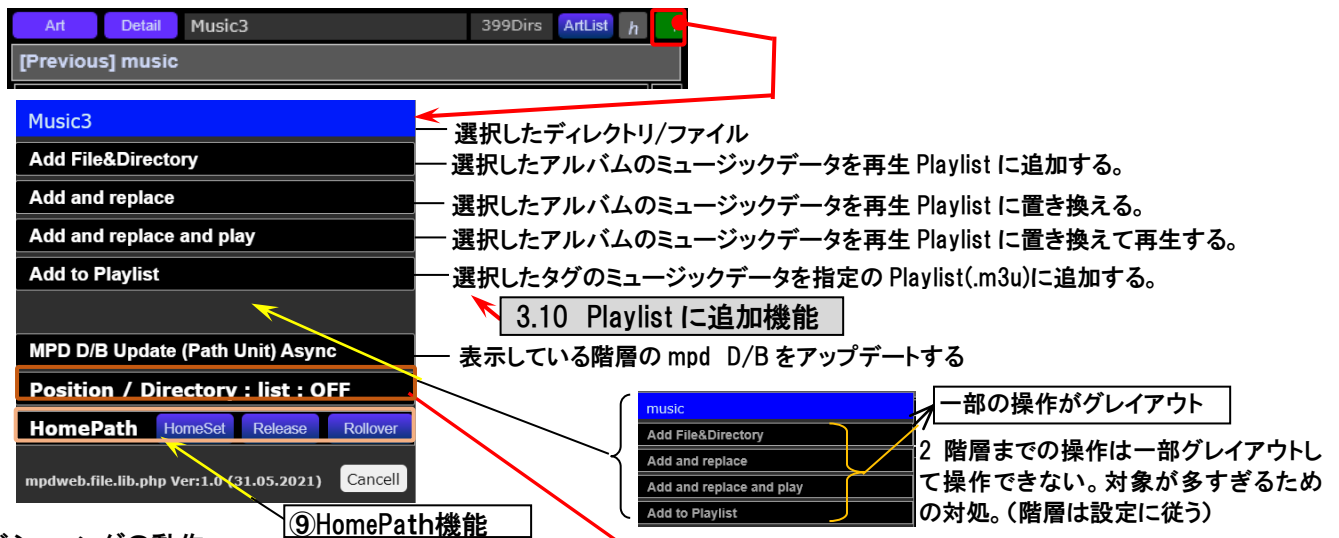 Art Detail Music3 399Dirs ArtList h
[Previous] music
Music3
選択したディレクトリ/ファイル
Add File&Directory
選択したアルバムのミュージックデータを再生 Playlist に追加する。
Add and replace
選択したアルバムのミュージックデータを再生 Playlist に置き換える。
Add and replace and play
選択したアルバムのミュージックデータを再生 Playlist に置き換えて再生する。
Add to Playlist
選択したタグのミュージックデータを指定の Playlist(.m3u)に追加する。
3.10 Playlist に追加機能
MPD D/B Update (Path Unit) Async
表示している階層の mpd D/B をアップデートする
Position / Directory : list : OFF
HomePath HomeSet Release Rollover
mpdweb.file.lib.php Ver:1.0 (31.05.2021) Cancell
⑨HomePath機能
music
Add File&Directory
Add and replace
Add and replace and play
Add to Playlist
一部の操作がグレイアウト
2 階層までの操作は一部グレイアウトし
て操作できない。対象が多すぎるため
の対処。（階層は設定に従う）